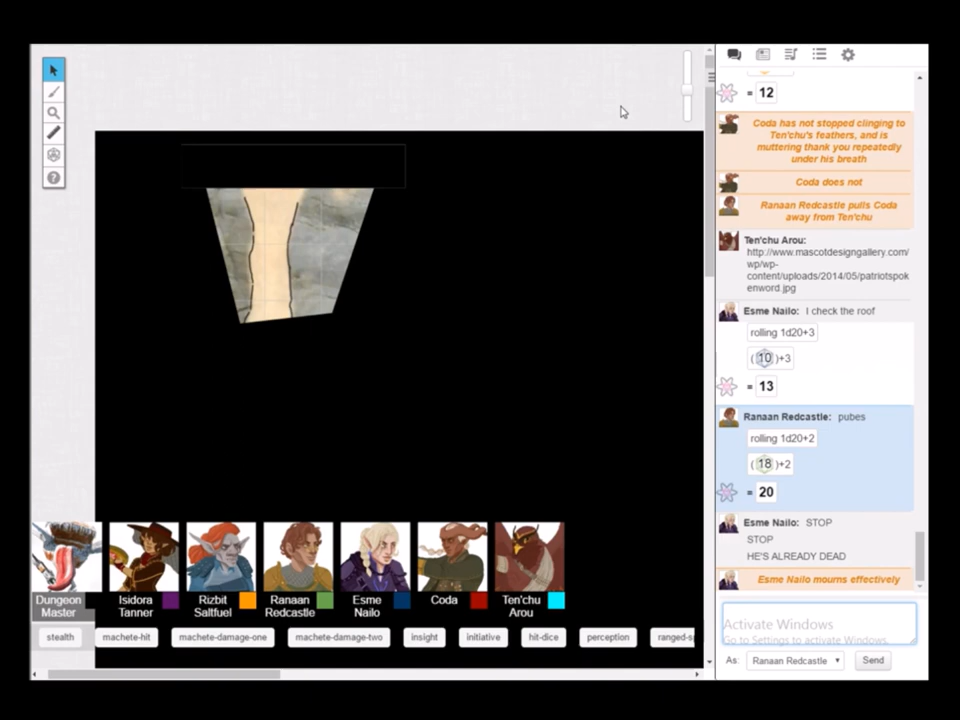 = 12
Coda has not stopped clinging to
Ten'chu's feathers, and is
muttering thank you repeatedly
under his breath
Coda does not
Ranaan Redcastle pulls Coda
away from Ten'chu
Ten'chu Arou:
http://www.mascotdesigngallery.com/
wp/wp-
content/uploads/2014/05/patriotspok
enword.jpg
Esme Nailo: I check the roof
rolling 1d20+3
(10)+3
= 13
Ranaan Redcastle: pubes
rolling 1d20+2
(18)+2
= 20
Esme Nailo: STOP
STOP
HE'S ALREADY DEAD
Esme Nailo mourns effectively
Activate Windows
Go to Settings to activate Windows.
As: Ranaan Redcastle Send
Dungeon
Master
Isidora
Tanner
Rizbit
Saltfuel
Ranaan
Redcastle
Esme
Nailo
Coda
Ten'chu
Arou
stealth machete-hit machete-damage-one machete-damage-two insight initiative hit-dice perception ranged-sp